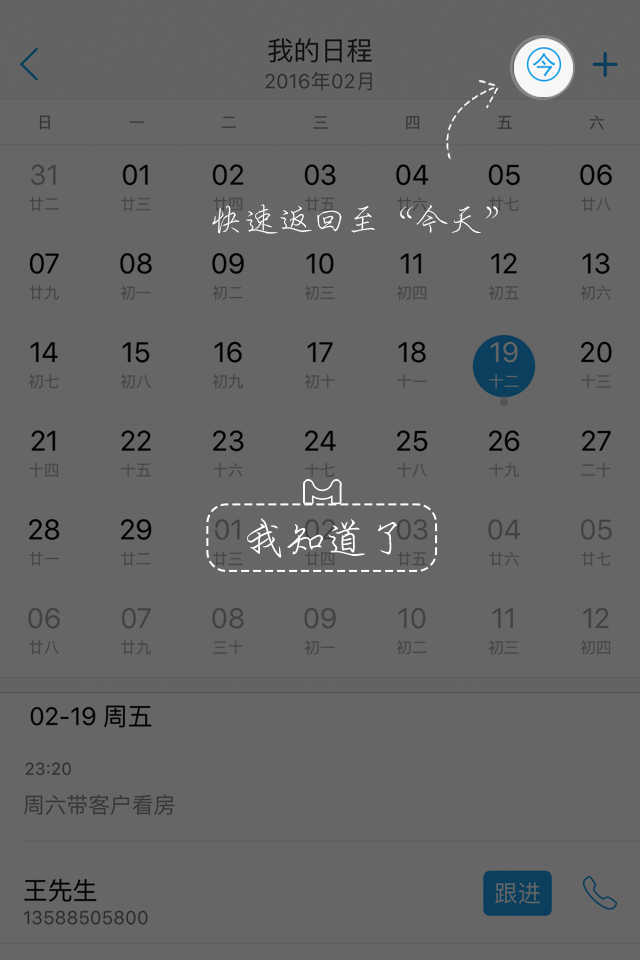 我的日程
今
2016年02月
日 一 二 三 四 五 六
31 01 02 03 04 05 06
廿二 廿三 廿四 廿五 廿六 廿七 廿八
快速返回至“今天”
07 08 09 10 11 12 13
廿九 初一 初二 初三 初四 初五 初六
14 15 16 17 18 19 20
初七 初八 初九 初十 十一 十二 十三
21 22 23 24 25 26 27
十四 十五 十六 十七 十八 十九 二十
28 29 01 02 03 04 05
我知道了
廿一 廿二 廿三 廿四 廿五 廿六 廿七
06 07 08 09 10 11 12
廿八 廿九 三十 初一 初二 初三 初四
02-19 周五
23:20
周六带客户看房
王先生
跟进
13588505800